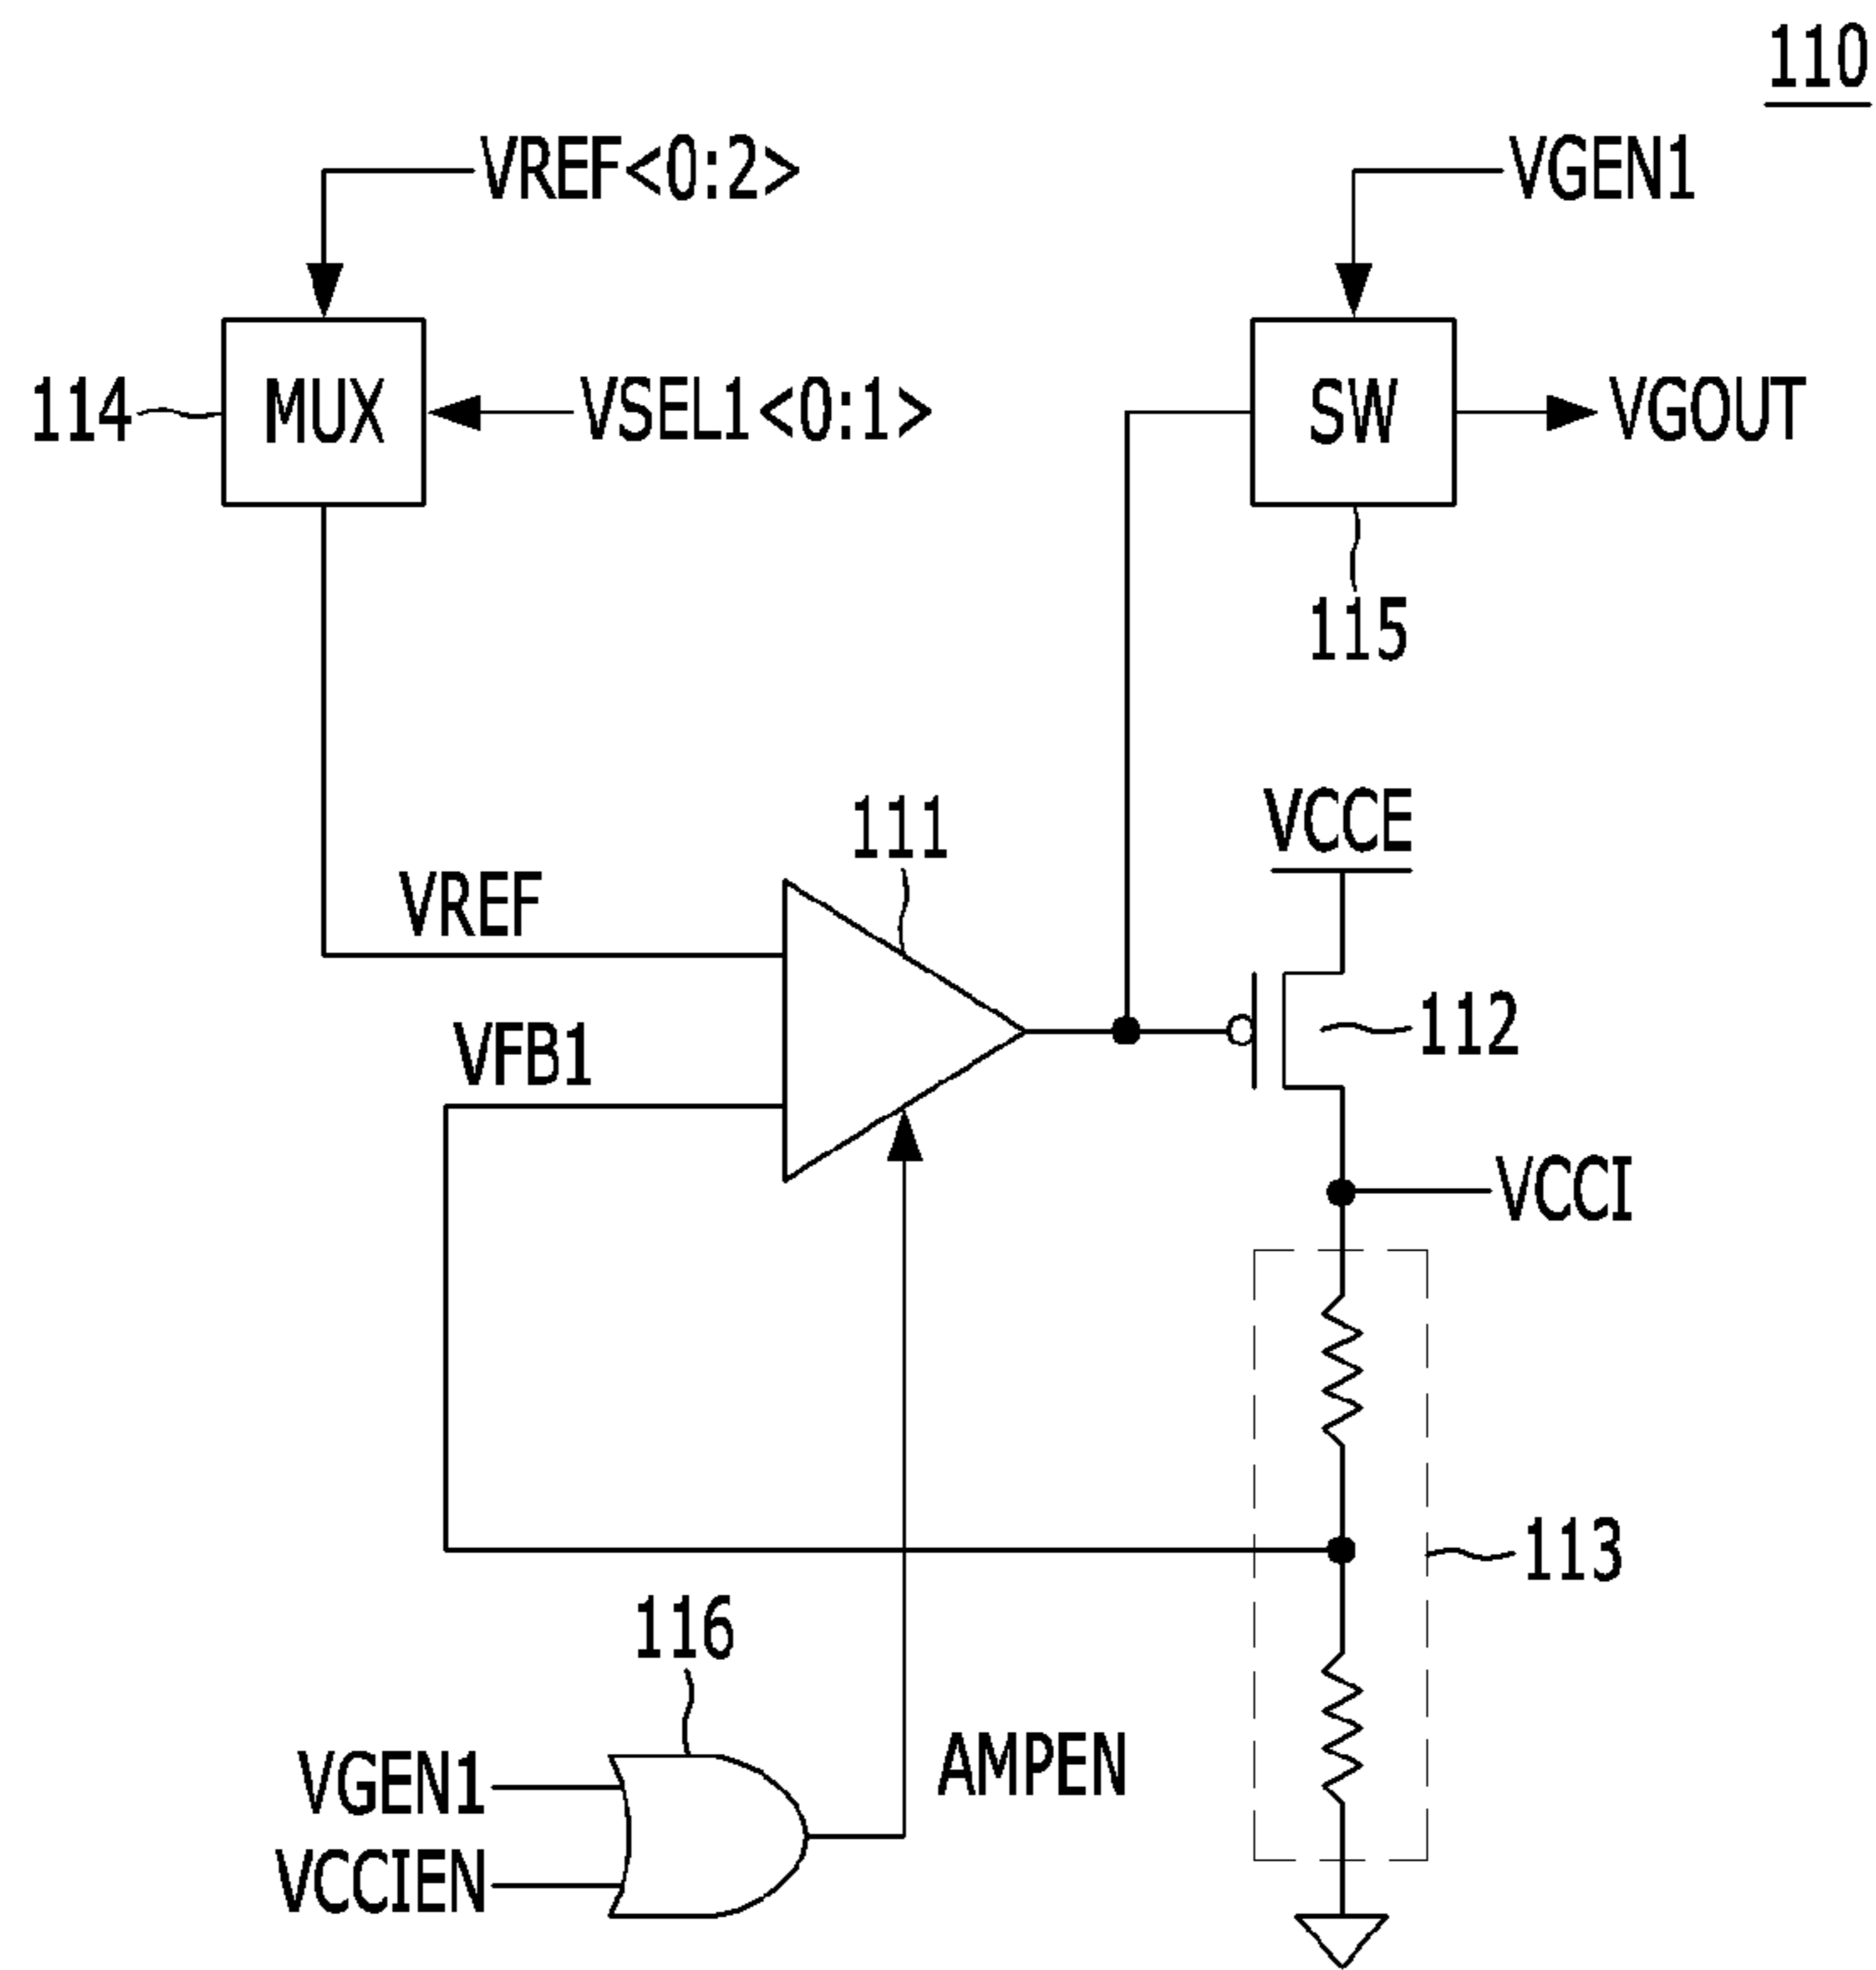 110
VREF<0:2>
VGEN1
114
MUX
VSEL1<0:1>
SW
VGOUT
115
VCCE
111
VREF
112
VFB1
VCCI
113
116
AMPEN
VGEN1
VCCIEN